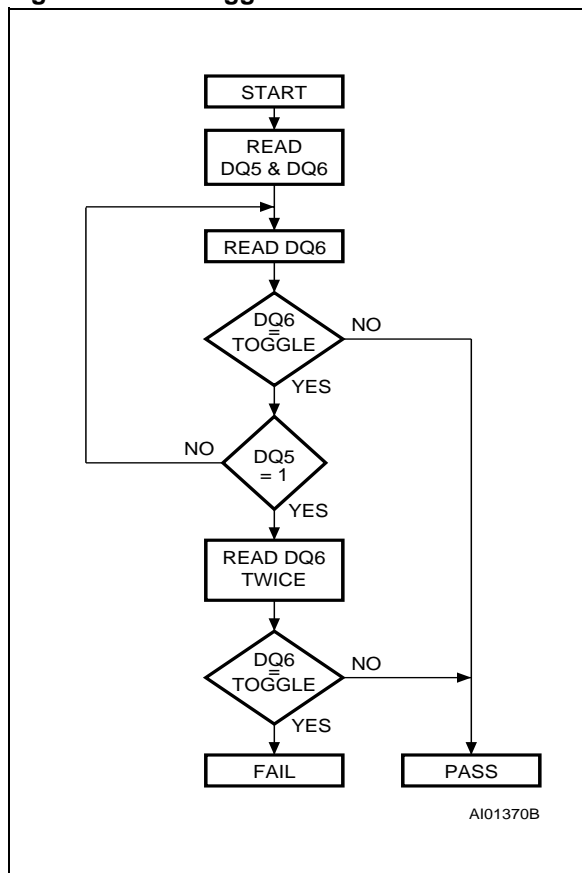 START
READ
DQ5 & DQ6
READ DQ6
DQ6
=
TOGGLE
NO
YES
NO
DQ5
= 1
YES
READ DQ6
TWICE
DQ6
=
TOGGLE
NO
YES
FAIL
PASS
AI01370B